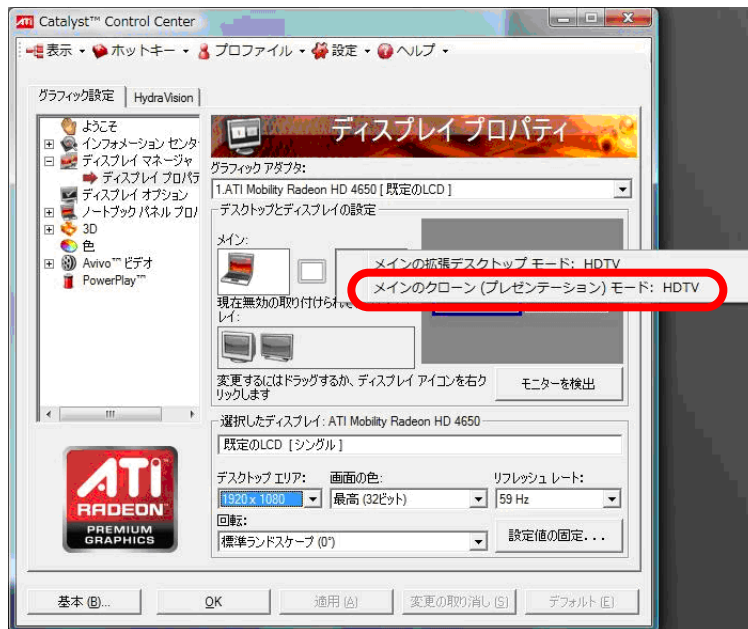 ATI Catalyst™ Control Center
表示 ホットキー プロファイル 設定 ヘルプ
グラフィック設定 HydraVision
ようこそ
インフォメーション センタ
ディスプレイ マネージャ
ディスプレイ プロパテ
ディスプレイ オプション
ノートブック パネル プロ
3D
色
Avivo™ ビデオ
PowerPlay™
ATI
RADEON
PREMIUM
GRAPHICS
ディスプレイ プロパティ
グラフィック アダプタ:
1.ATI Mobility Radeon HD 4650 [ 既定のLCD ]
デスクトップとディスプレイの設定
メイン:
メインの拡張デスクトップ モード: HDTV
メインのクローン (プレゼンテーション) モード: HDTV
現在無効の取り付けられ
レイ:
変更するにはドラッグするか、ディスプレイ アイコンを右ク
リックします
モニターを検出
選択したディスプレイ: ATI Mobility Radeon HD 4650
既定のLCD [シングル]
デスクトップ エリア: 画面の色: リフレッシュ レート:
1920 x 1080 最高 (32ビット) 59 Hz
回転:
標準ランドスケープ (0°)
設定値の固定...
基本 (B)... OK 適用 (A) 変更の取り消し (S) デフォルト (E)